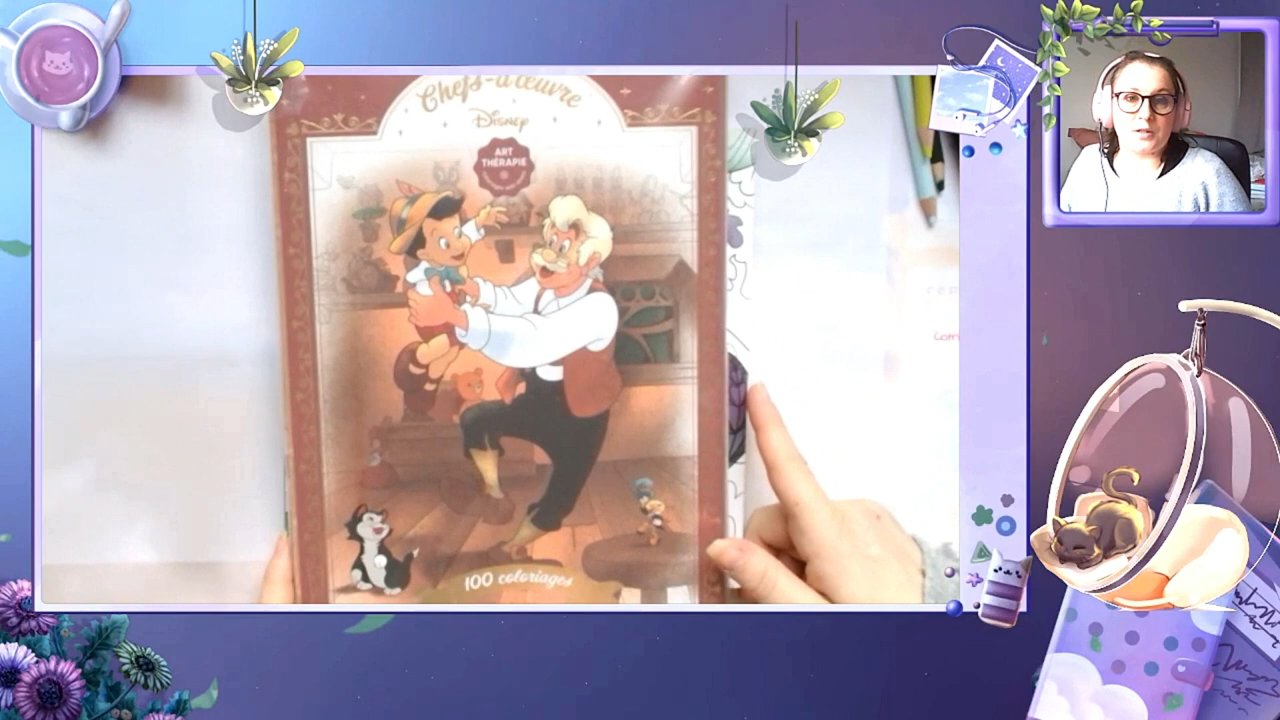 Chefs-d'œuvre
Disney
ART
THÉRAPIE
100 coloriages